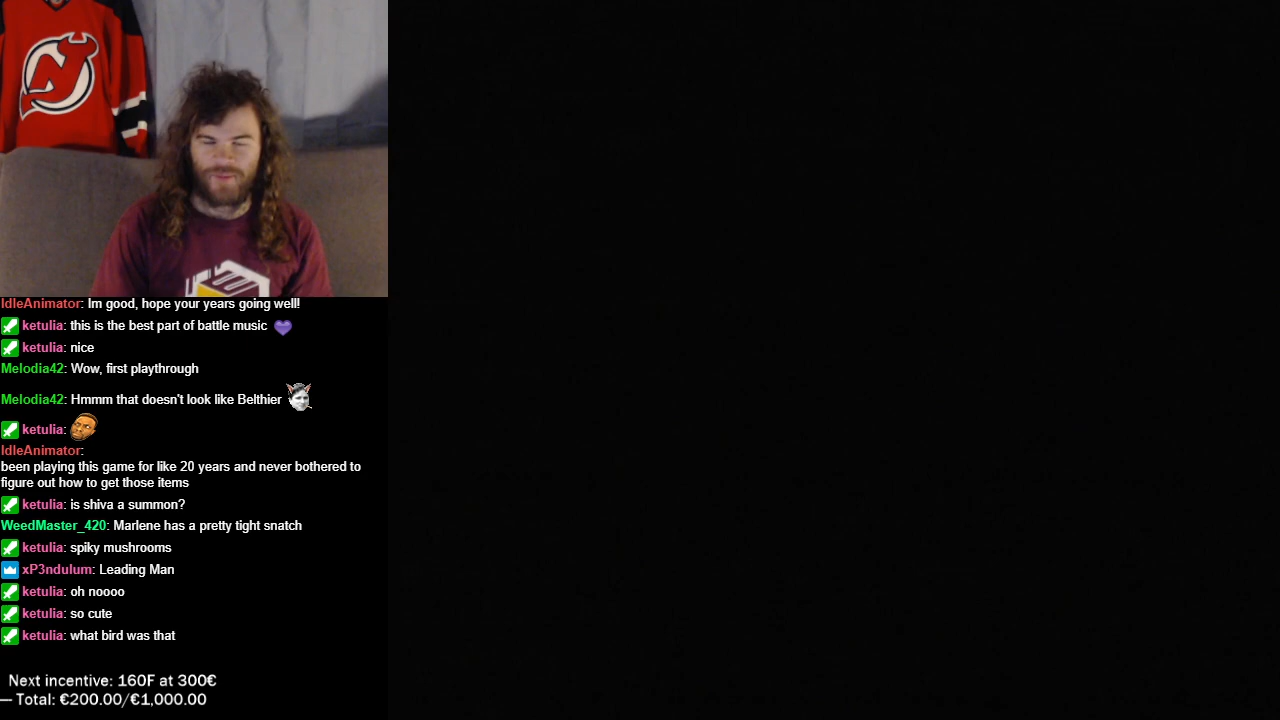 NJ
IdleAnimator: Im good, hope your years going well!
ketulia: this is the best part of battle music
ketulia: nice
Melodia42: Wow, first playthrough
Melodia42: Hmmm that doesn't look like Belthier
ketulia:
IdleAnimator:
been playing this game for like 20 years and never bothered to
figure out how to get those items
ketulia: is shiva a summon?
WeedMaster_420: Marlene has a pretty tight snatch
ketulia: spiky mushrooms
xP3ndulum: Leading Man
ketulia: oh noooo
ketulia: so cute
ketulia: what bird was that
Next incentive: 160F at 300€
— Total: €200.00/€1,000.00